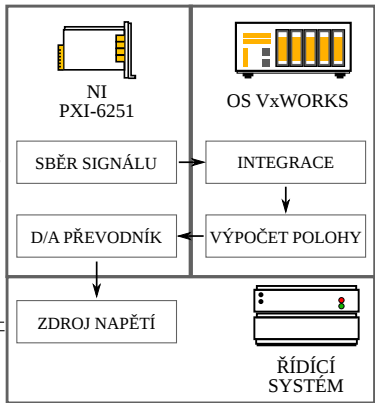 NI
PXI-6251
OS VxWORKS
SBĚR SIGNÁLU
INTEGRACE
D/A PŘEVODNÍK
VÝPOČET POLOHY
ZDROJ NAPĚTÍ
ŘÍDÍCÍ
SYSTÉM